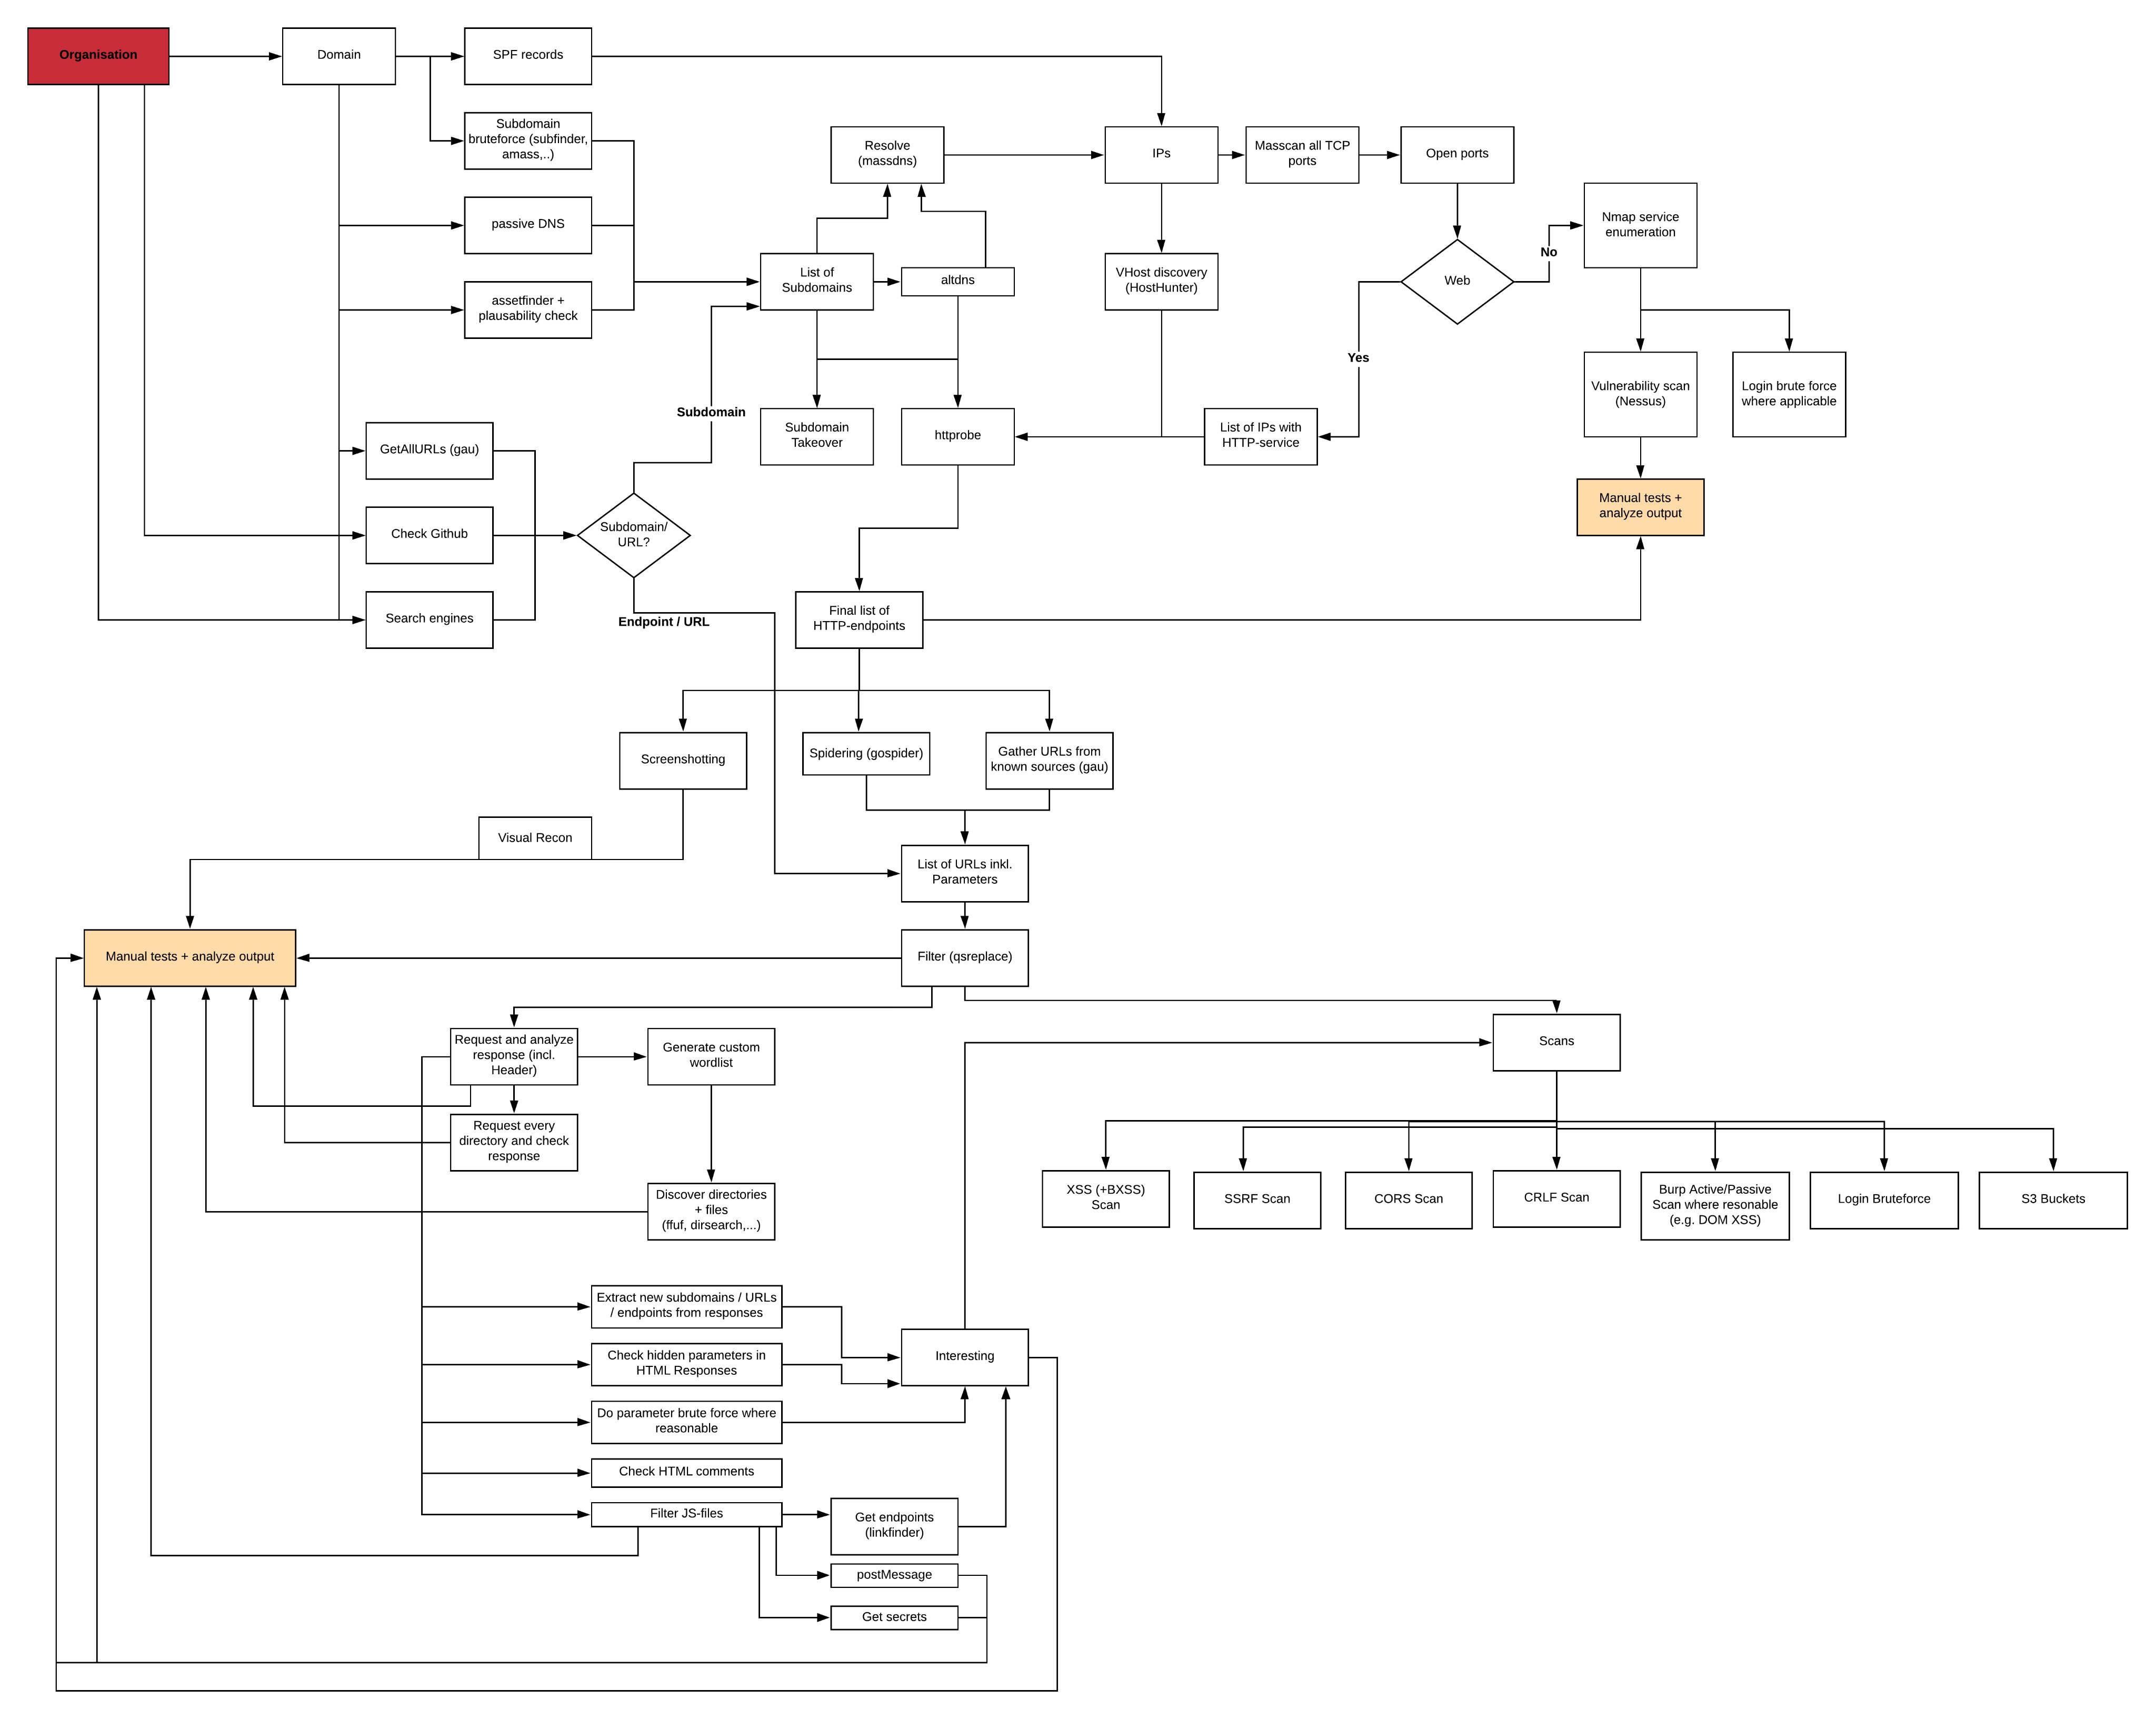 Organisation
Domain
SPF records
Subdomain
bruteforce (subfinder,
amass,..)
Resolve
(massdns)
IPs
Masscan all TCP
ports
Open ports
passive DNS
Nmap service
enumeration
No
List of
Subdomains
altdns
VHost discovery
(HostHunter)
Web
assetfinder +
plausability check
Yes
Vulnerability scan
(Nessus)
Login brute force
where applicable
Subdomain
Subdomain
Takeover
httprobe
List of IPs with
HTTP-service
GetAllURLs (gau)
Manual tests +
analyze output
Check Github
Subdomain/
URL?
Search engines
Endpoint / URL
Final list of
HTTP-endpoints
Screenshotting
Spidering (gospider)
Gather URLs from
known sources (gau)
Visual Recon
List of URLs inkl.
Parameters
Manual tests + analyze output
Filter (qsreplace)
Request and analyze
response (incl.
Header)
Generate custom
wordlist
Scans
Request every
directory and check
response
Discover directories
+ files
(ffuf, dirsearch,...)
XSS (+BXSS)
Scan
SSRF Scan
CORS Scan
CRLF Scan
Burp Active/Passive
Scan where resonable
(e.g. DOM XSS)
Login Bruteforce
S3 Buckets
Extract new subdomains / URLs
/ endpoints from responses
Check hidden parameters in
HTML Responses
Interesting
Do parameter brute force where
reasonable
Check HTML comments
Filter JS-files
Get endpoints
(linkfinder)
postMessage
Get secrets